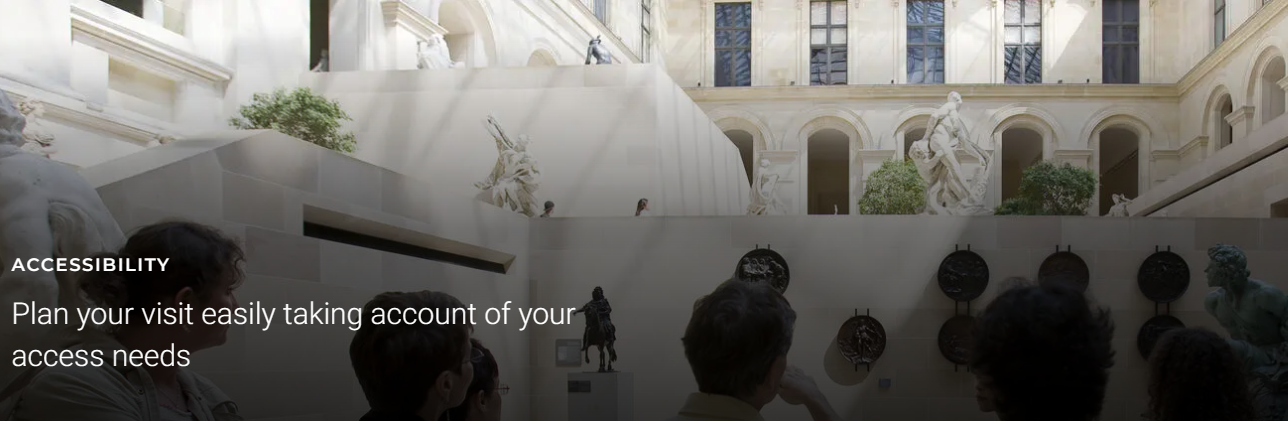 ACCESSIBILITY
Plan your visit easily taking account of your
access needs